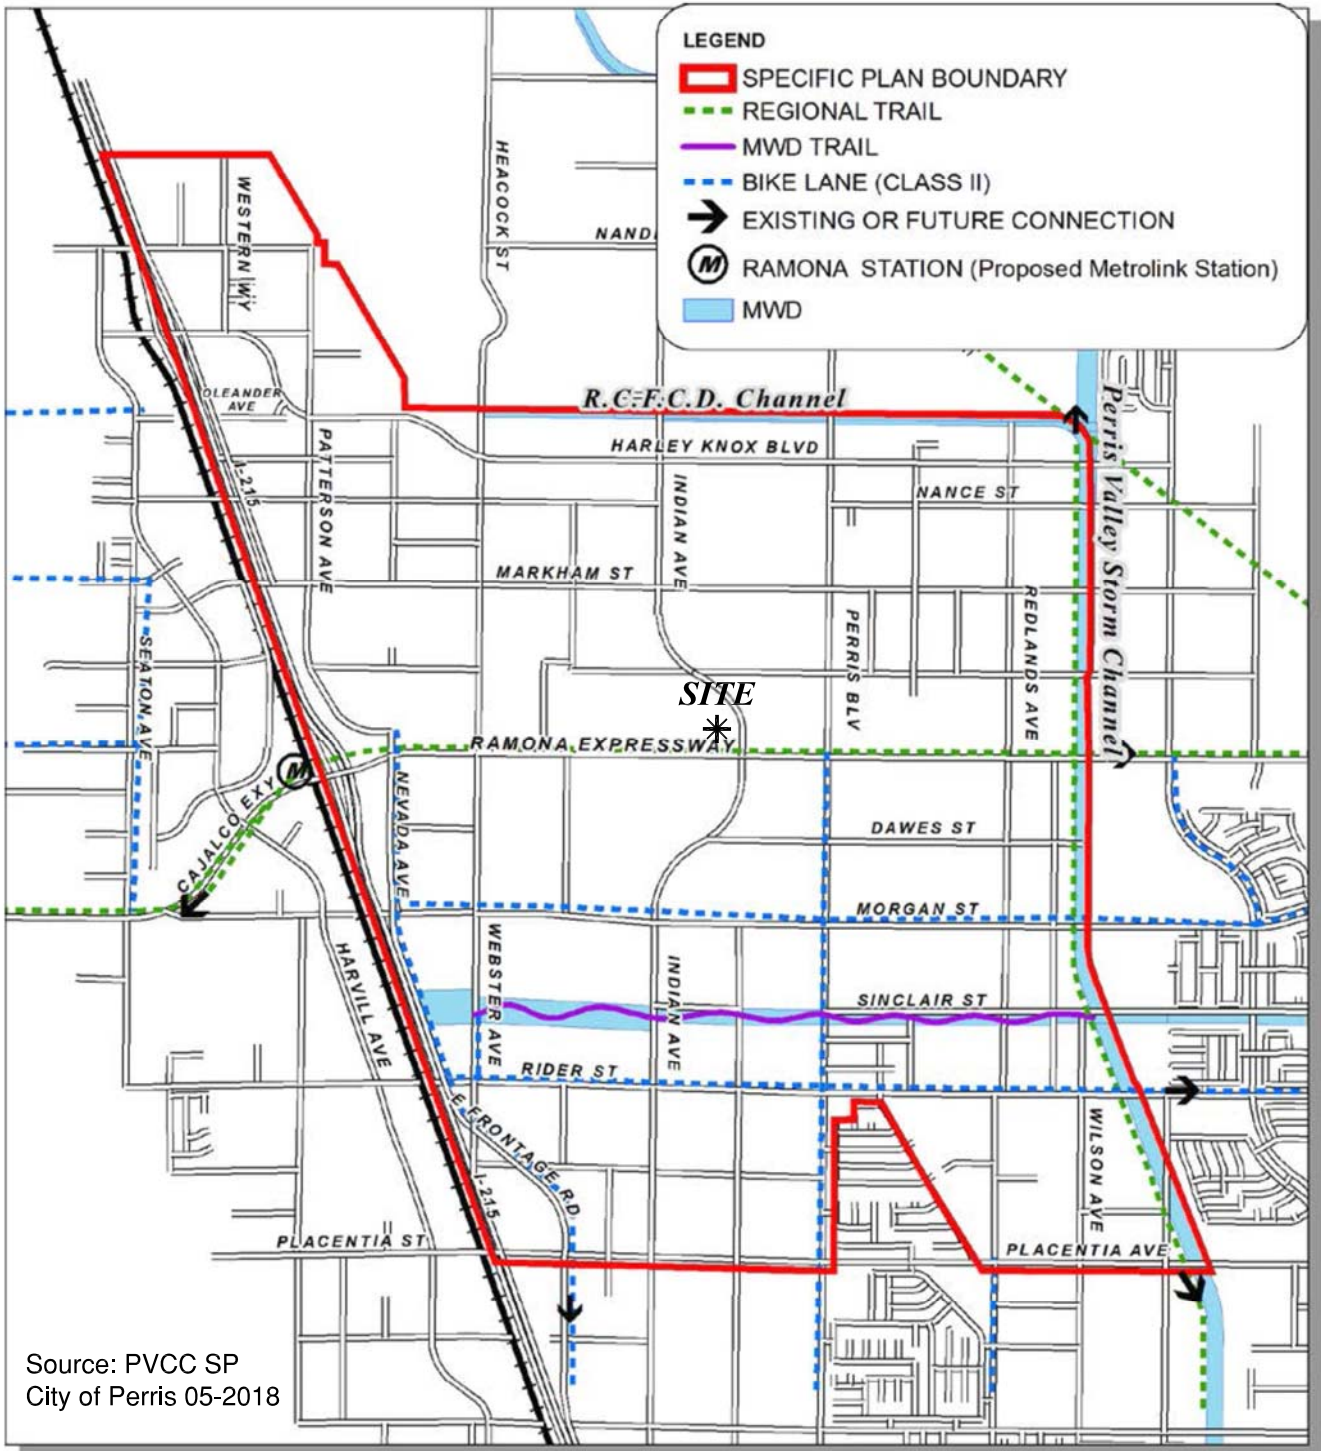 LEGEND
SPECIFIC PLAN BOUNDARY
REGIONAL TRAIL
MWD TRAIL
BIKE LANE (CLASS II)
EXISTING OR FUTURE CONNECTION
M
RAMONA STATION (Proposed Metrolink Station)
MWD
HEACOCK ST
WESTERN WY
NANDI
OLEANDER
AVE
R.C.F.C.D. Channel
HARLEY KNOX BLVD
Perris Valley Storm Channel
PATTERSON AVE
I-215
INDIAN AVE
NANCE ST
MARKHAM ST
REDLANDS AVE
PERRIS BLV
SEATON AVE
SITE
RAMONA EXPRESSWAY
M
CAJALCO EXY
NEVADA AVE
DAWES ST
MORGAN ST
HARVILL AVE
WEBSTER AVE
INDIAN AVE
SINCLAIR ST
RIDER ST
E FRONTAGE RD
WILSON AVE
I-215
PLACENTIA ST
PLACENTIA AVE
Source: PVCC SP
City of Perris 05-2018